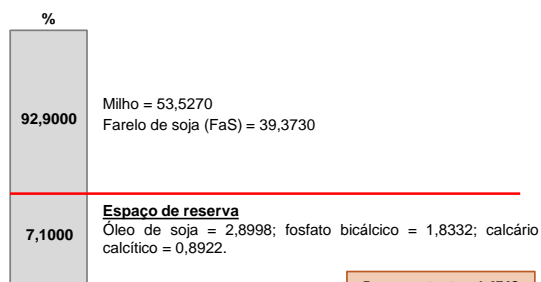 %
92,9000
Milho = 53,5270
Farelo de soja (FaS) = 39,3730
7,1000
Espaço de reserva
Óleo de soja = 2,8998; fosfato bicálcico = 1,8332; calcário
calcítico = 0,8922.